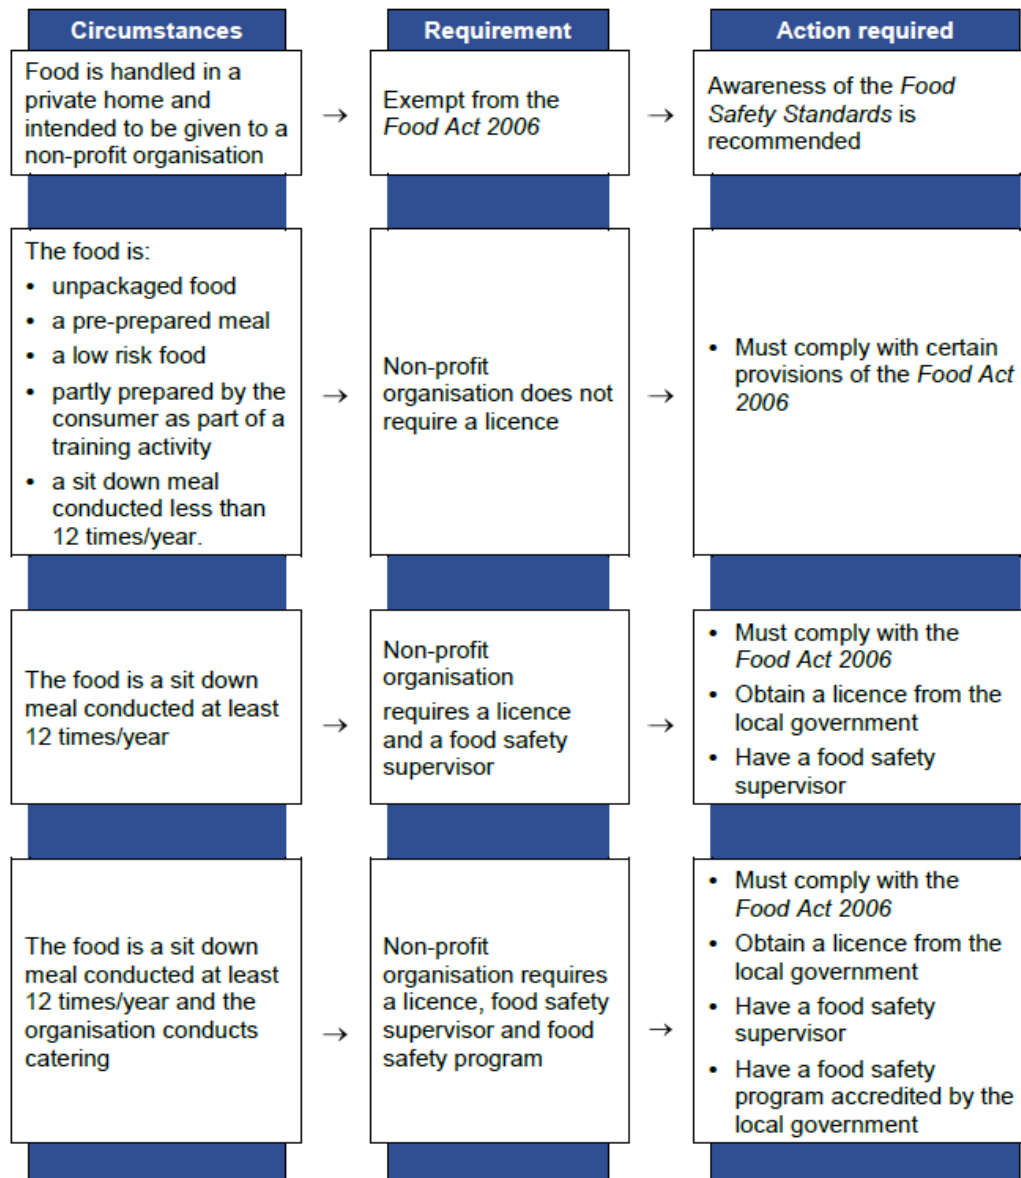 Circumstances
Requirement
Action required
Food is handled in a
private home and
intended to be given to a
non-profit organisation
→
Exempt from the
Food Act 2006
→
Awareness of the Food
Safety Standards is
recommended
The food is:
• unpackaged food
• a pre-prepared meal
• a low risk food
• partly prepared by the
consumer as part of a
training activity
• a sit down meal
conducted less than
12 times/year.
→
Non-profit
organisation does not
require a licence
→
• Must comply with certain
provisions of the Food Act
2006
The food is a sit down
meal conducted at least
12 times/year
→
Non-profit
organisation
requires a licence
and a food safety
supervisor
→
• Must comply with the
Food Act 2006
• Obtain a licence from the
local government
• Have a food safety
supervisor
The food is a sit down
meal conducted at least
12 times/year and the
organisation conducts
catering
→
Non-profit
organisation requires
a licence, food safety
supervisor and food
safety program
→
• Must comply with the
Food Act 2006
• Obtain a licence from the
local government
• Have a food safety
supervisor
• Have a food safety
program accredited by the
local government